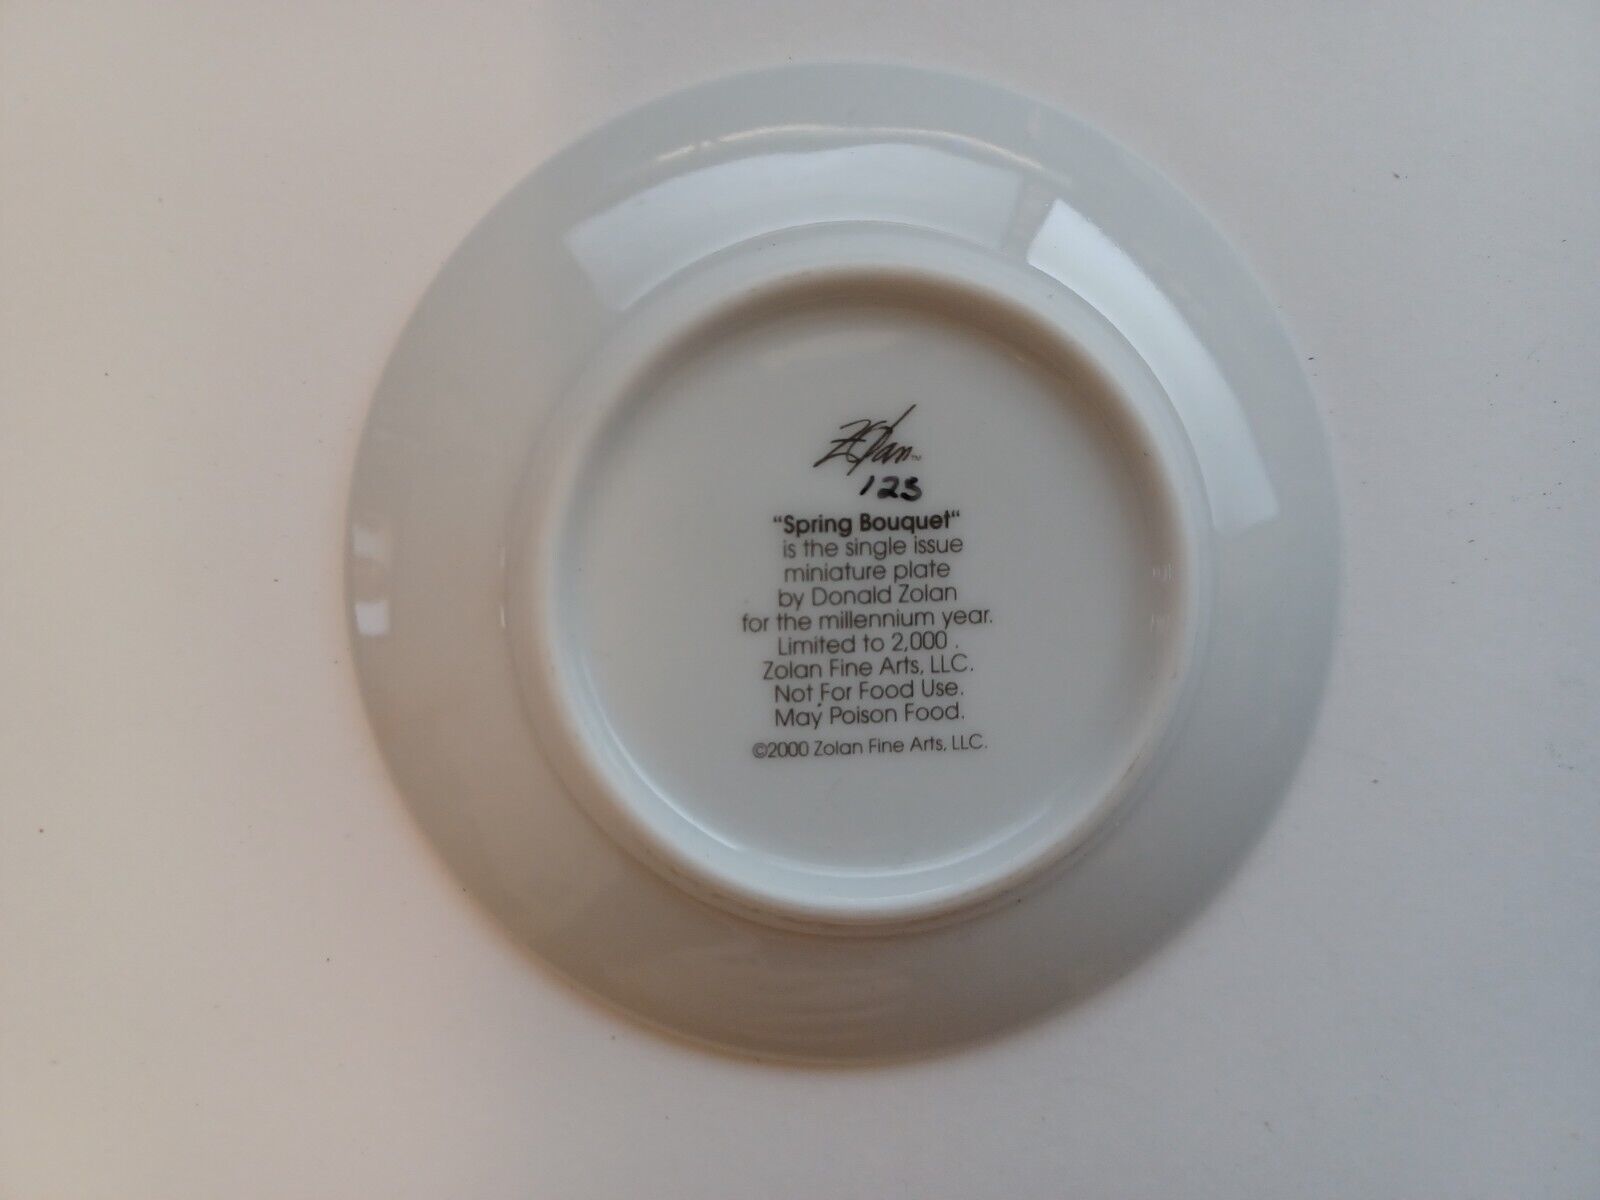 Zolan™
125
"Spring Bouquet"
is the single issue
miniature plate
by Donald Zolan
for the millennium year.
Limited to 2,000.
Zolan Fine Arts, LLC.
Not For Food Use.
May Poison Food.
©2000 Zolan Fine Arts, LLC.